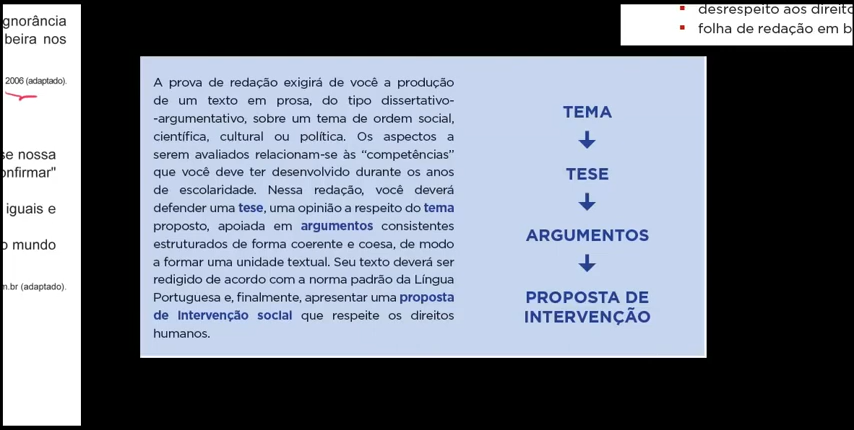 gnorância
beira nos
2006 (adaptado).
se nossa
onfirmar"
iguais e
o mundo
m.br (adaptado).
A prova de redação exigirá de você a produção
de um texto em prosa, do tipo dissertativo-
-argumentativo, sobre um tema de ordem social,
científica, cultural ou política. Os aspectos a
serem avaliados relacionam-se às “competências”
que você deve ter desenvolvido durante os anos
de escolaridade. Nessa redação, você deverá
defender uma tese, uma opinião a respeito do tema
proposto, apoiada em argumentos consistentes
estruturados de forma coerente e coesa, de modo
a formar uma unidade textual. Seu texto deverá ser
redigido de acordo com a norma padrão da Língua
Portuguesa e, finalmente, apresentar uma proposta
de intervenção social que respeite os direitos
humanos.
TEMA
TESE
ARGUMENTOS
PROPOSTA DE
INTERVENÇÃO
desrespeito aos direito
folha de redação em b